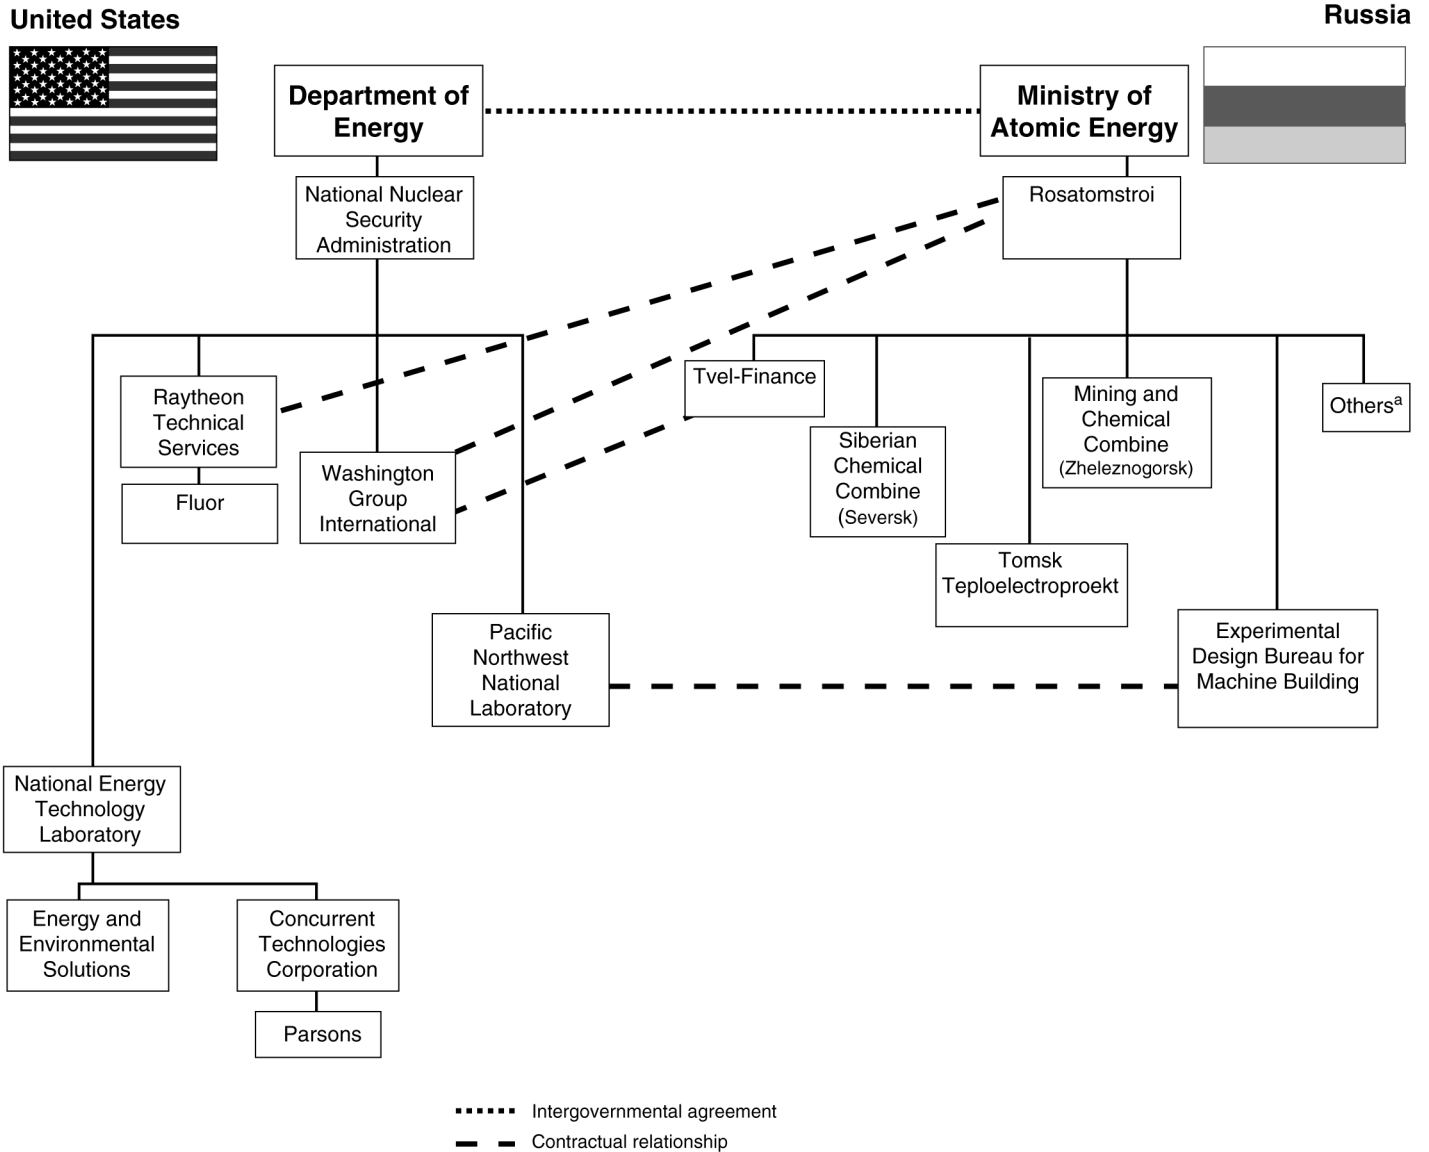 United States
Russia
Department of
Energy
Ministry of
Atomic Energy
National Nuclear
Security
Administration
Rosatomstroi
Raytheon
Technical
Services
Fluor
Washington
Group
International
Tvel-Finance
Siberian
Chemical
Combine
(Seversk)
Mining and
Chemical
Combine
(Zheleznogorsk)
Othersa
Tomsk
Teploelectroproekt
Pacific
Northwest
National
Laboratory
Experimental
Design Bureau for
Machine Building
National Energy
Technology
Laboratory
Energy and
Environmental
Solutions
Concurrent
Technologies
Corporation
Parsons
Intergovernmental agreement
Contractual relationship